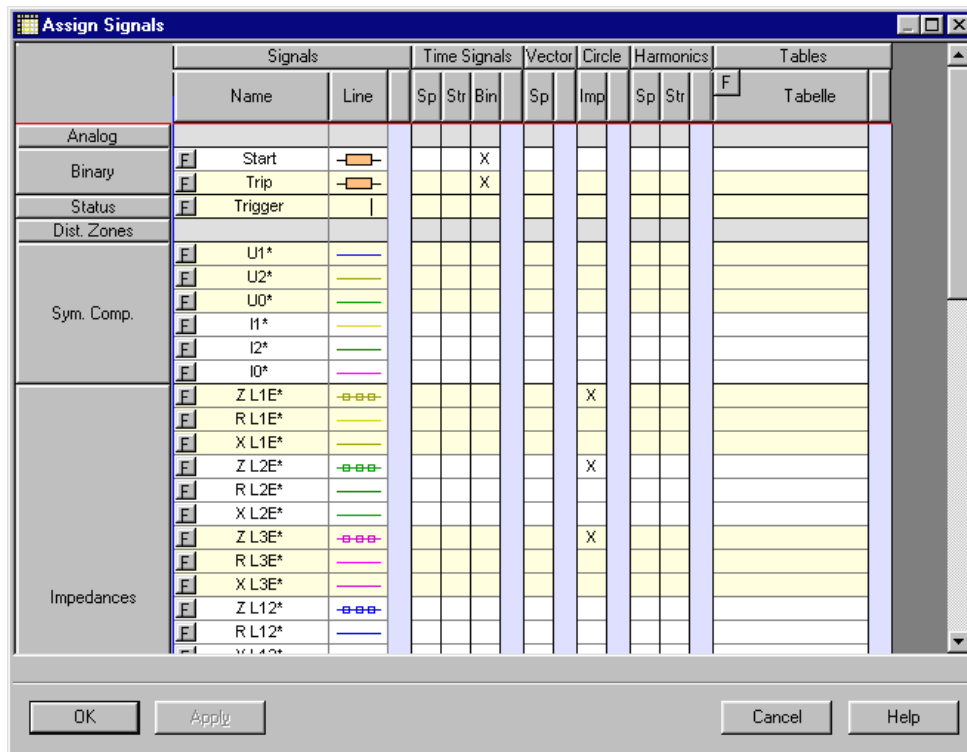 Assign Signals
Signals Time Signals Vector Circle Harmonics Tables
Name Line Sp Str Bin Sp Imp Sp Str F Tabelle
Analog
Binary
F Start X
F Trip X
Status F Trigger
Dist. Zones
Sym. Comp.
F U1*
F U2*
F U0*
F I1*
F I2*
F I0*
Impedances
F Z L1E* X
F R L1E*
F X L1E*
F Z L2E* X
F R L2E*
F X L2E*
F Z L3E* X
F R L3E*
F X L3E*
F Z L12*
F R L12*
OK Apply Cancel Help